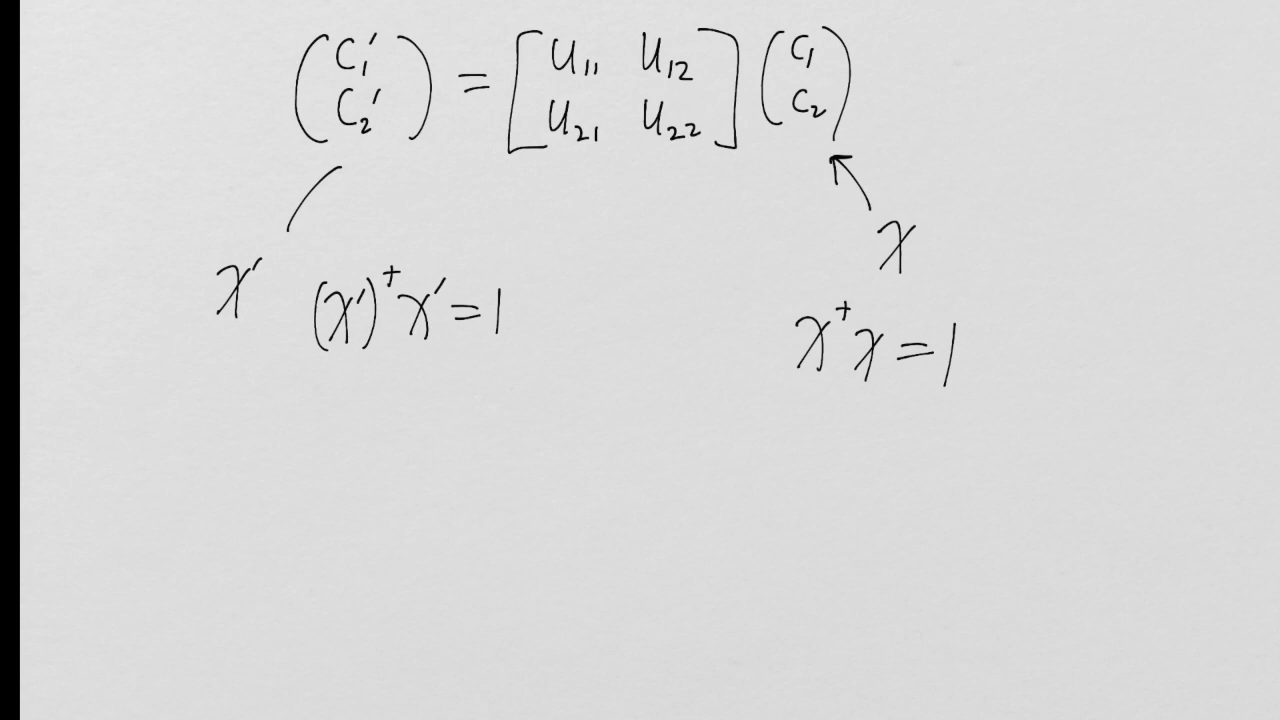 (C₁′ C₂′) = [U₁₁ U₁₂ U₂₁ U₂₂] (C₁ C₂)
χ
χ′ (χ′)⁺χ′ = 1
χ⁺χ = 1